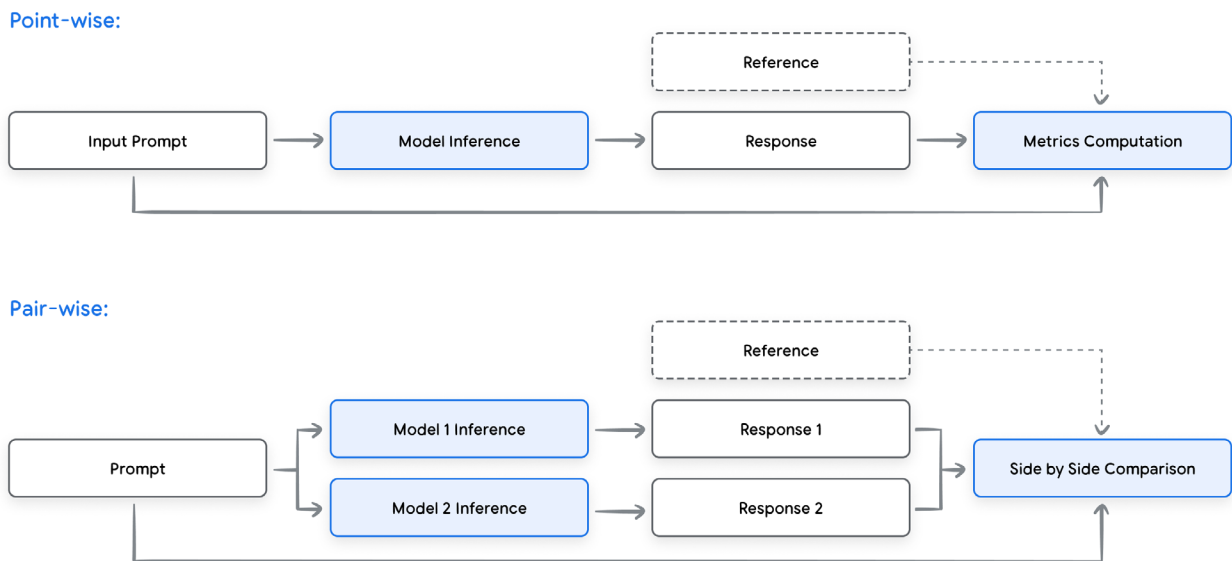 Point-wise:
Reference
Input Prompt
Model Inference
Response
Metrics Computation
Pair-wise:
Reference
Model 1 Inference
Response 1
Prompt
Side by Side Comparison
Model 2 Inference
Response 2